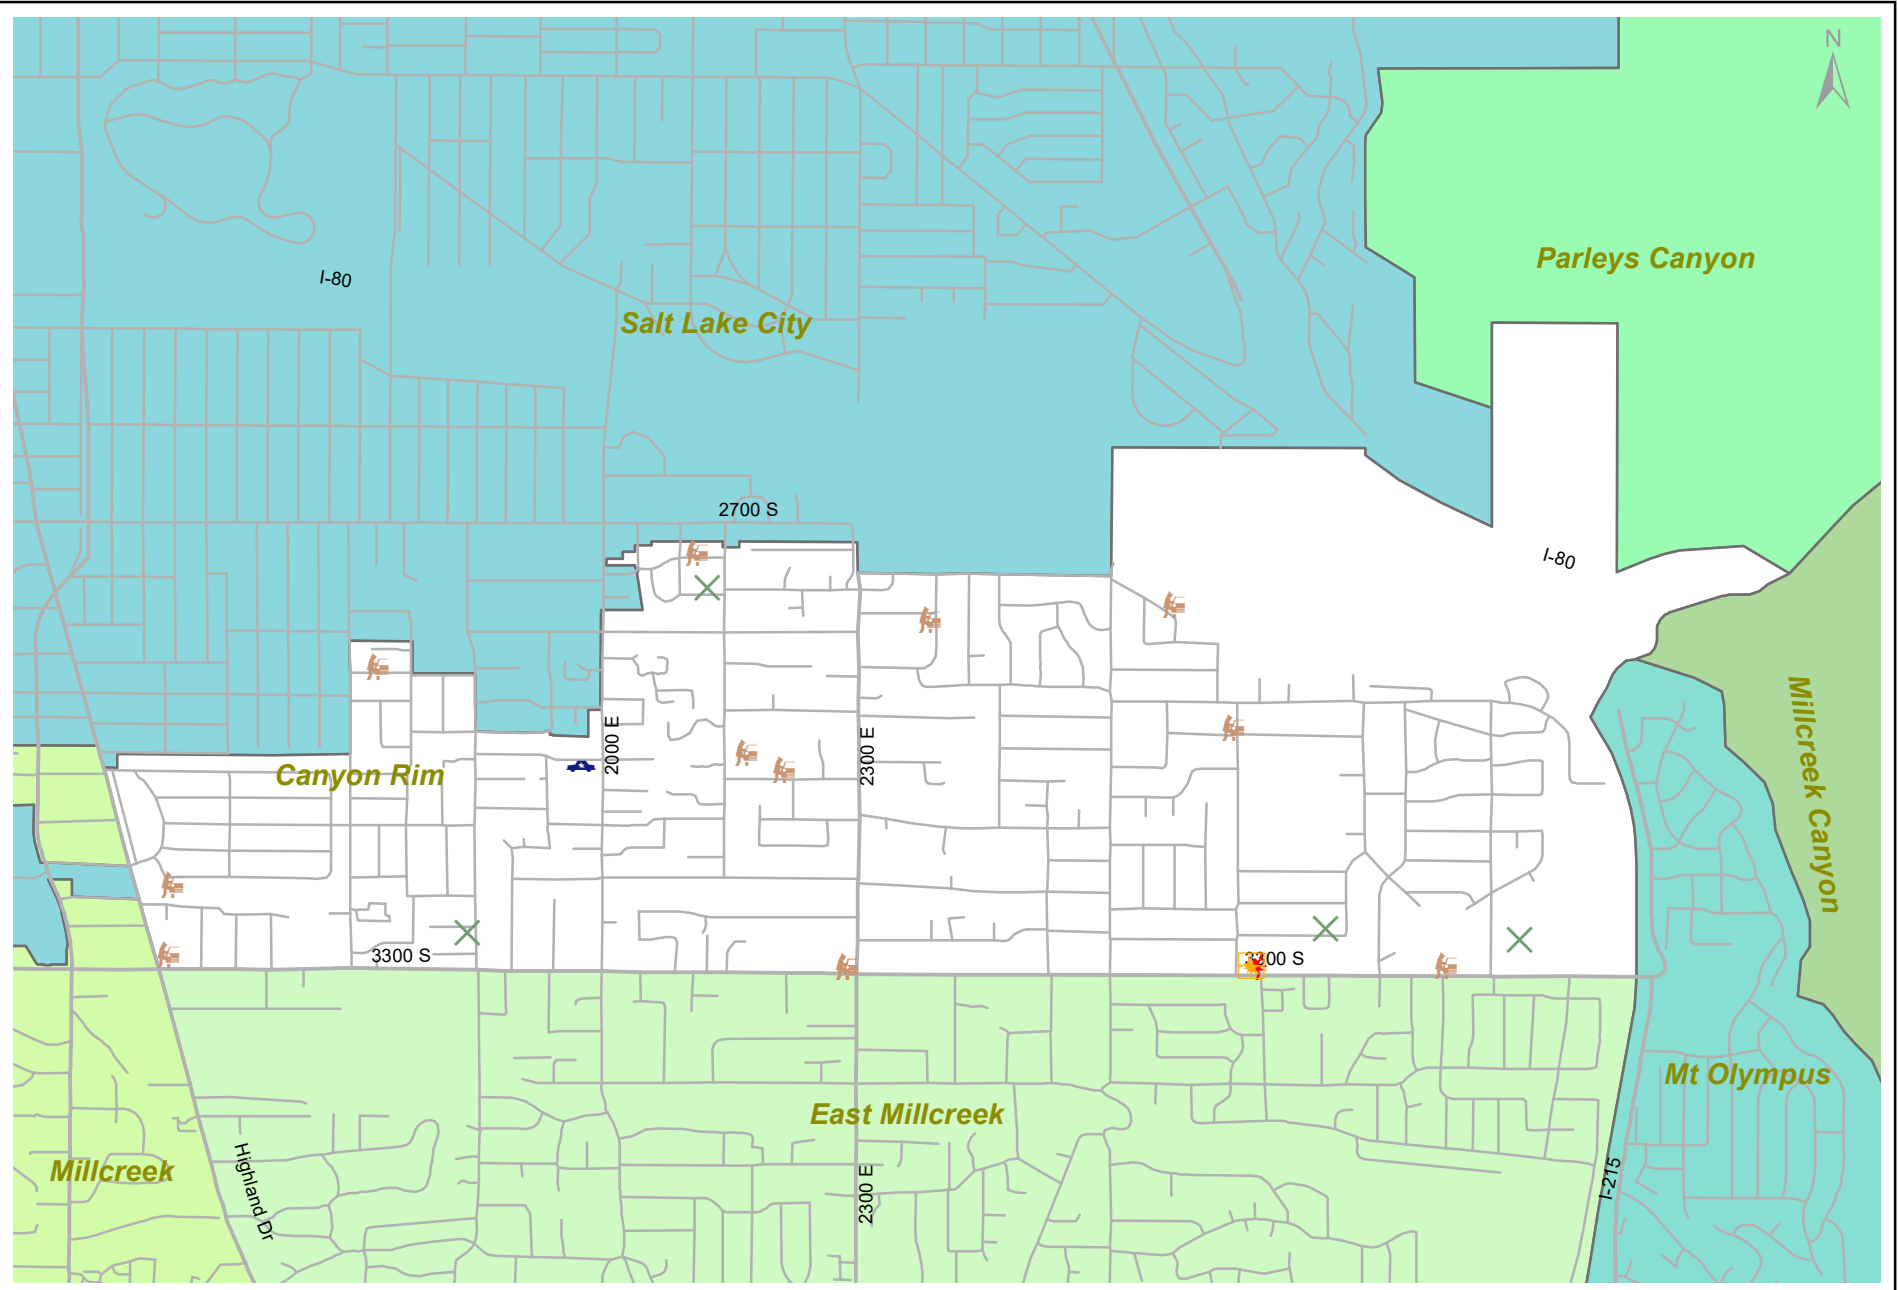 N
Parleys Canyon
I-80
Salt Lake City
2700 S
I-80
Millcreek Canyon
2000 E
2300 E
Canyon Rim
3300 S
3300 S
Mt Olympus
East Millcreek
Millcreek
Highland Dr
2300 E
I-215